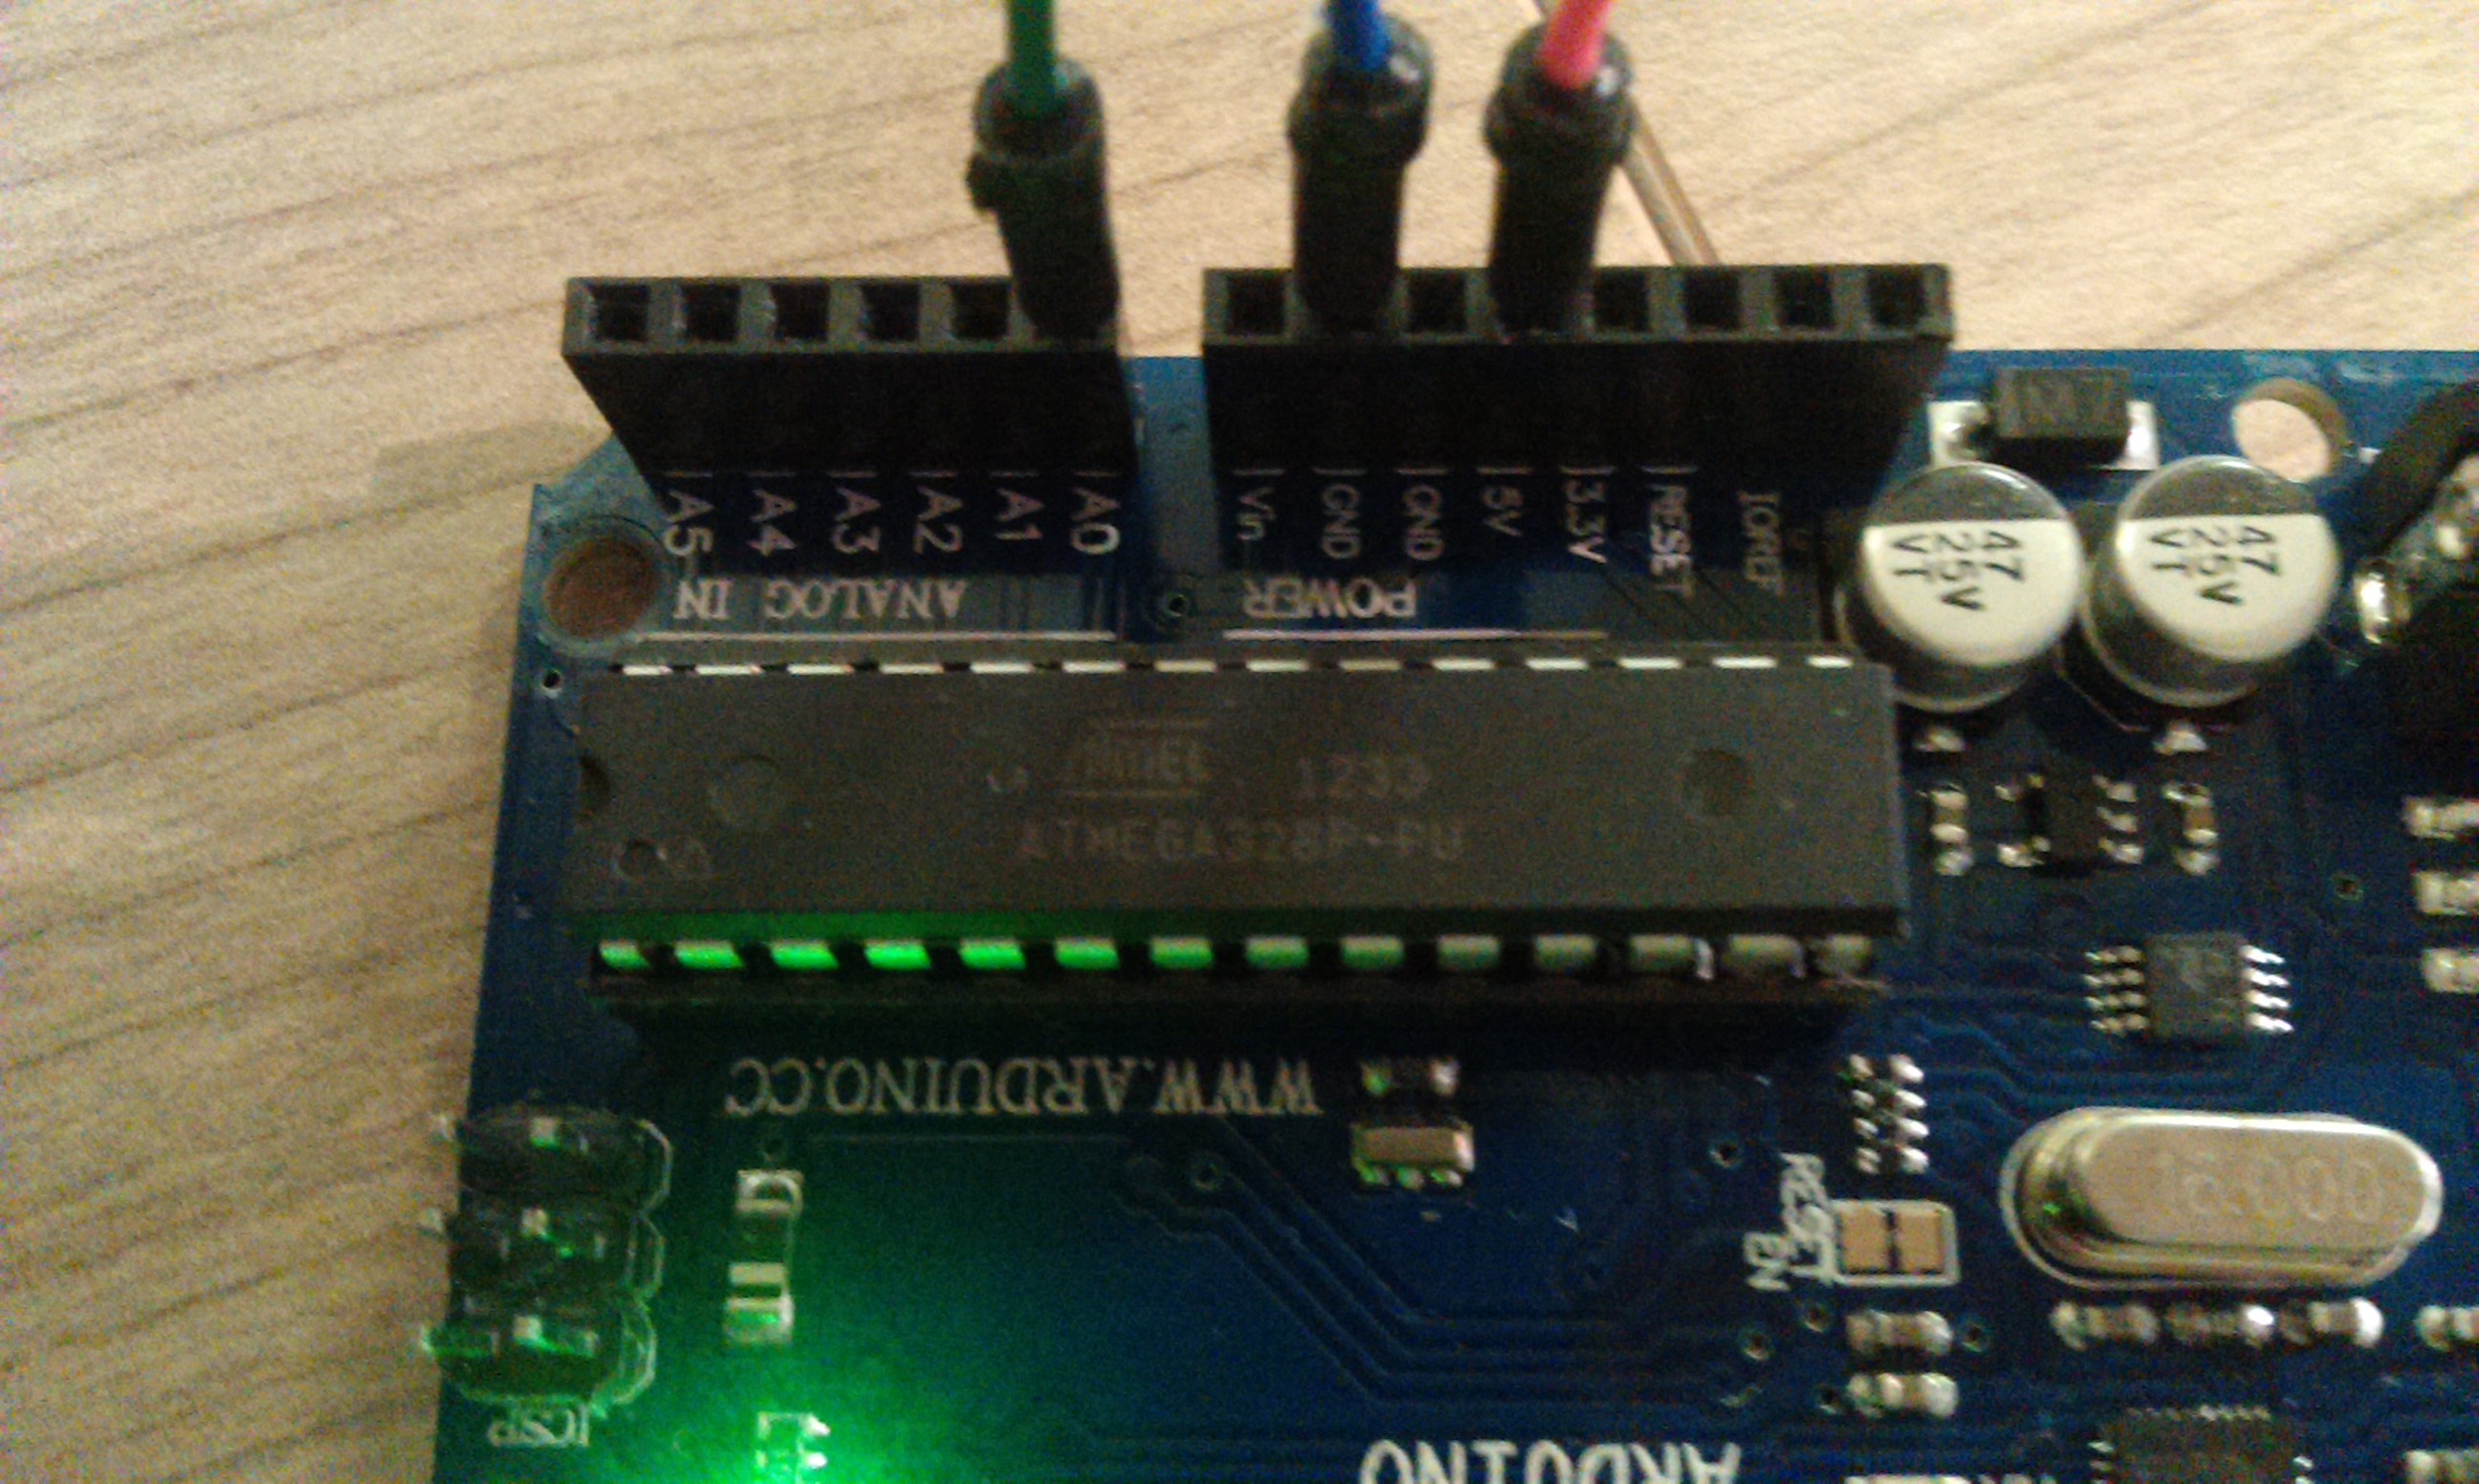 A5
A4
A3
A2
A1
A0
Vin
GND
GND
5V
3.3V
RESET
IOREF
ANALOG IN
POWER
M7
47
25V
VT
47
25V
VT
ATMEL 1233
ATMEGA328P-PU
WWW.ARDUINO.CC
RESET
EN
16.000
ICSP
ARDUINO